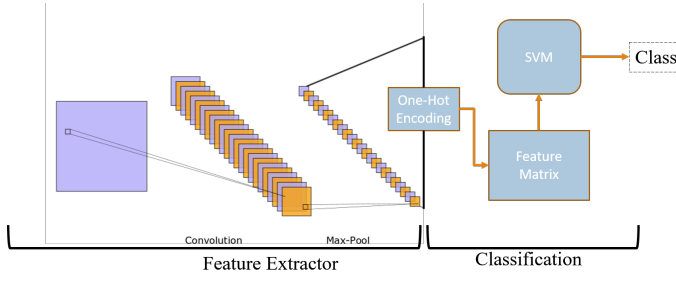 SVM
Class
One-Hot
Encoding
Feature
Matrix
Convolution
Max-Pool
Feature Extractor
Classification